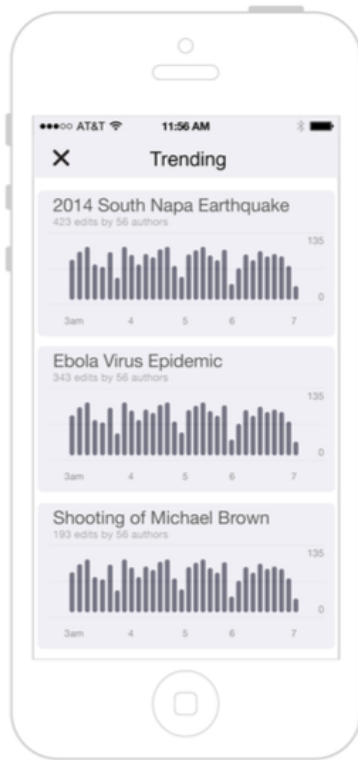 AT&T 11:56 AM
Trending
2014 South Napa Earthquake
423 edits by 56 authors
135
0
3am 4 5 6 7
Ebola Virus Epidemic
343 edits by 56 authors
135
0
3am 4 5 6 7
Shooting of Michael Brown
193 edits by 56 authors
135
0
3am 4 5 6 7